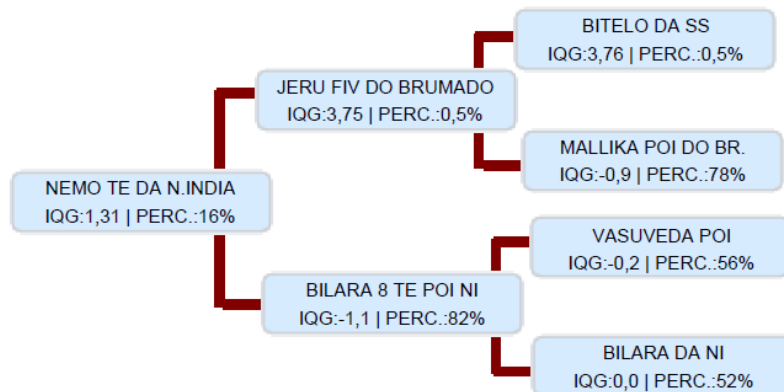 BITELO DA SS
IQG:3,76 | PERC.:0,5%
JERU FIV DO BRUMADO
IQG:3,75 | PERC.:0,5%
MALLIKA POI DO BR.
IQG:-0,9 | PERC.:78%
NEMO TE DA N.INDIA
IQG:1,31 | PERC.:16%
VASUVEDA POI
IQG:-0,2 | PERC.:56%
BILARA 8 TE POI NI
IQG:-1,1 | PERC.:82%
BILARA DA NI
IQG:0,0 | PERC.:52%